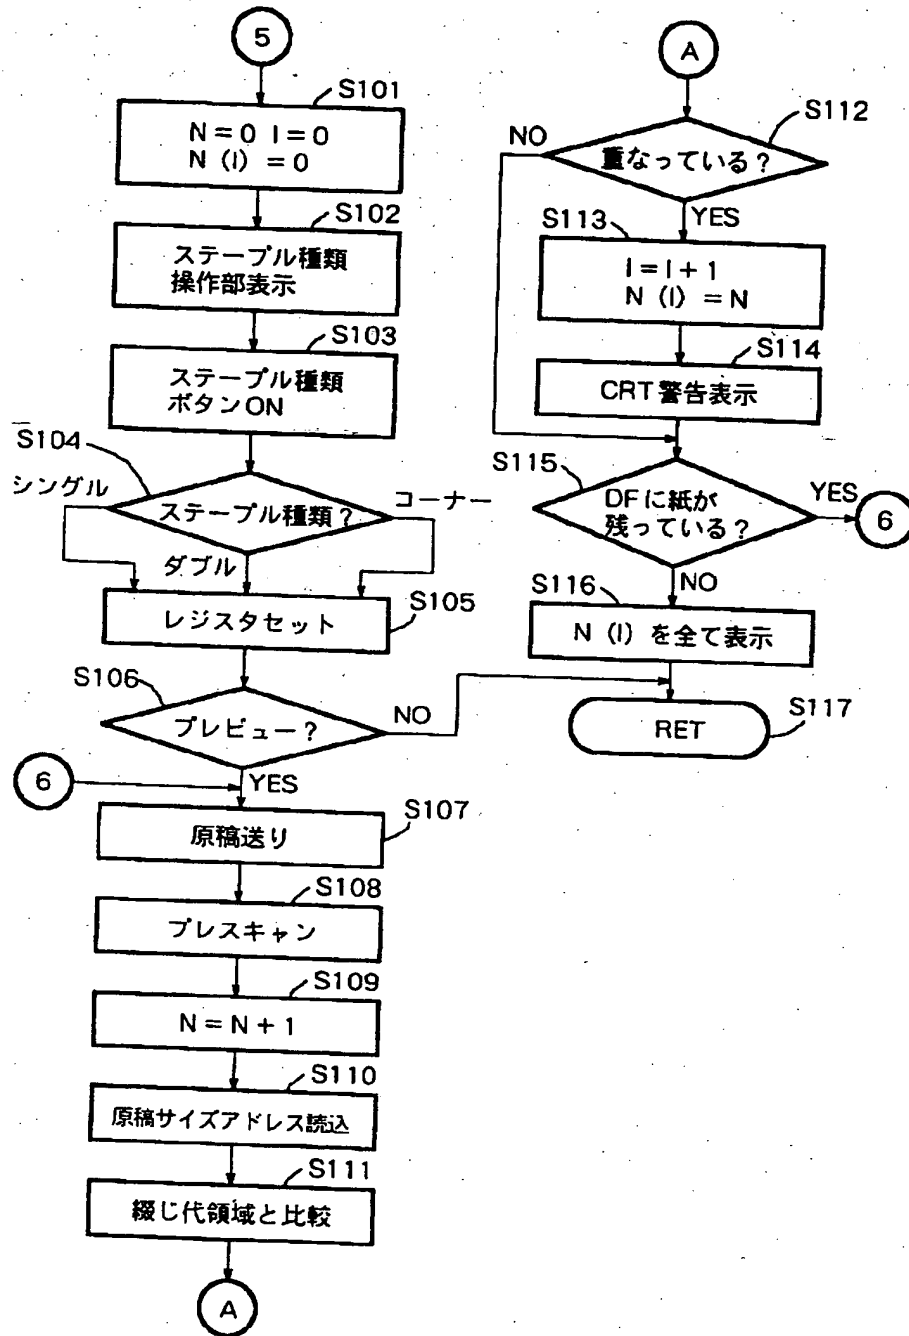 5
S101
N=0 I=0
N (I) =0
S102
ステープル種類
操作部表示
S103
ステープル種類
ボタンON
S104
シングル
ステープル種類?
コーナー
ダブル
レジスタセット
S105
S106
プレビュー?
NO
6
YES
原稿送り
S107
S108
プレスキャン
S109
N=N+1
S110
原稿サイズアドレス読込
S111
綴じ代領域と比較
A
A
S112
NO
重なっている?
S113
YES
I=I+1
N (I) =N
S114
CRT 警告表示
S115
DFに紙が
残っている?
YES
6
S116
NO
N (I) を全て表示
S117
RET